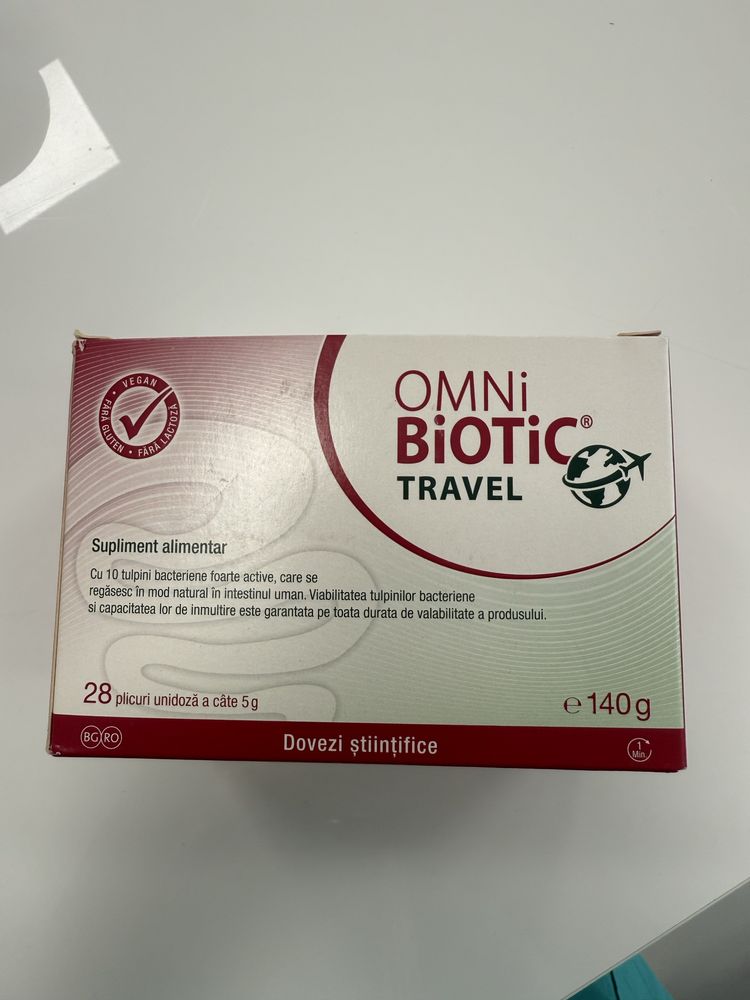 VEGAN
FĂRĂ GLUTEN • FĂRĂ LACTOZĂ
OMNi
BiOTiC®
TRAVEL
Supliment alimentar
Cu 10 tulpini bacteriene foarte active, care se
regăsesc în mod natural în intestinul uman. Viabilitatea tulpinilor bacteriene
si capacitatea lor de inmultire este garantata pe toata durata de valabilitate a produsului.
28 plicuri unidoză a câte 5 g
℮ 140 g
BG RO
Dovezi științifice
1 Min.